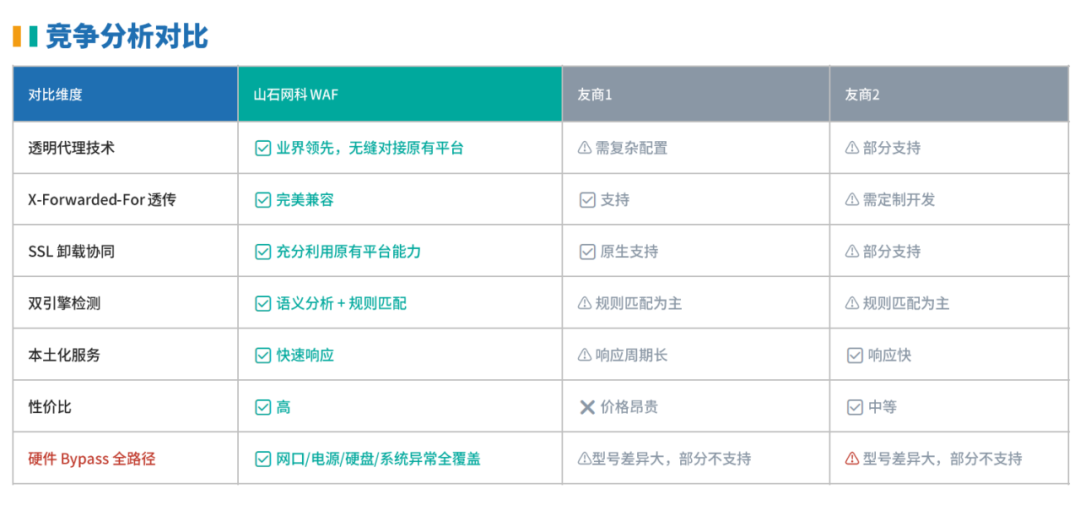 竞争分析对比
对比维度 山石网科 WAF 友商1 友商2
透明代理技术 ☑ 业界领先，无缝对接原有平台 ⚠ 需复杂配置 ⚠ 部分支持
X-Forwarded-For 透传 ☑ 完美兼容 ☑ 支持 ⚠ 需定制开发
SSL 卸载协同 ☑ 充分利用原有平台能力 ☑ 原生支持 ⚠ 部分支持
双引擎检测 ☑ 语义分析 + 规则匹配 ⚠ 规则匹配为主 ⚠ 规则匹配为主
本土化服务 ☑ 快速响应 ⚠ 响应周期长 ☑ 响应快
性价比 ☑ 高 ✖ 价格昂贵 ☑ 中等
硬件 Bypass 全路径 ☑ 网口/电源/硬盘/系统异常全覆盖 ⚠型号差异大，部分不支持 ⚠ 型号差异大，部分不支持